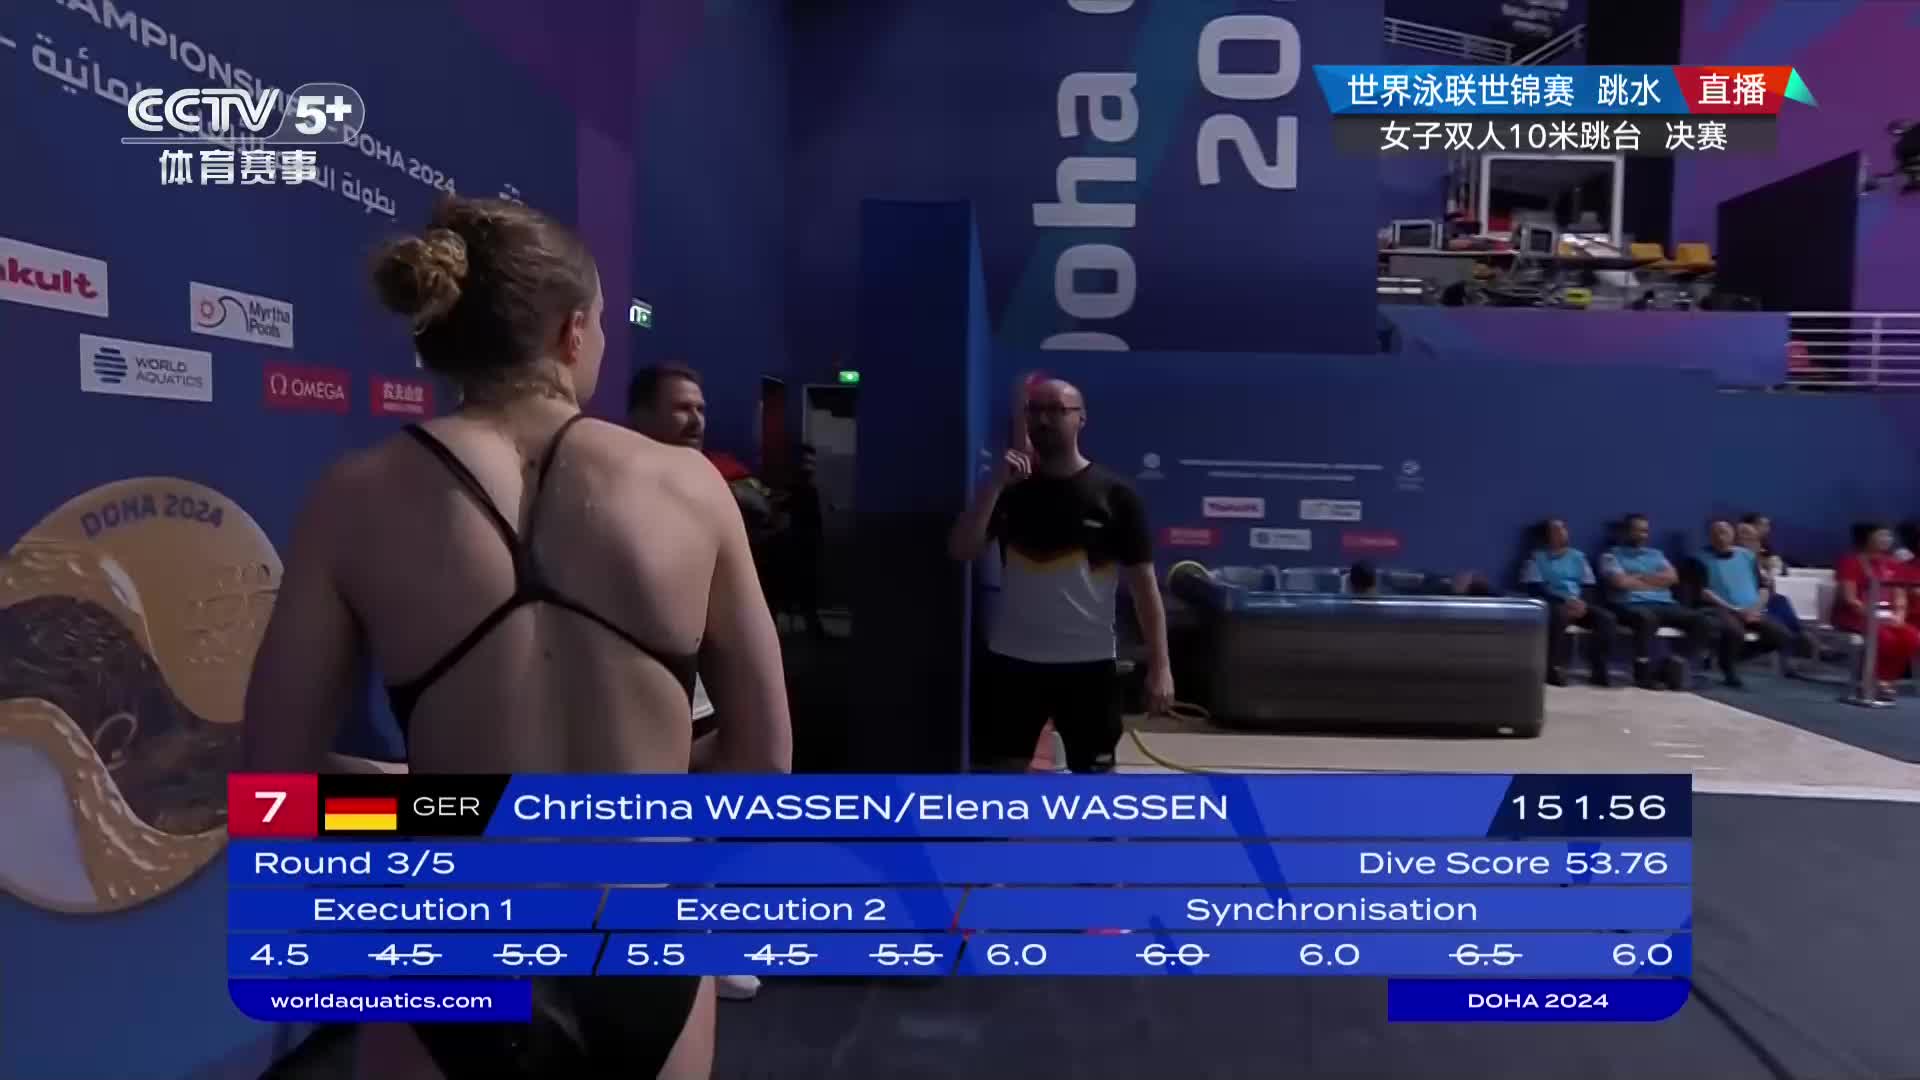 CCTV 5+
体育赛事
世界泳联世锦赛 跳水 直播
女子双人10米跳台 决赛
DOHA 2024
kult
Myrtha Pools
WORLD AQUATICS
OMEGA
DOHA 2024
Doha
7 GER Christina WASSEN/Elena WASSEN 151.56
Round 3/5 Dive Score 53.76
Execution 1 Execution 2 Synchronisation
4.5 4.5 5.0 5.5 4.5 5.5 6.0 6.0 6.0 6.5 6.0
worldaquatics.com DOHA 2024